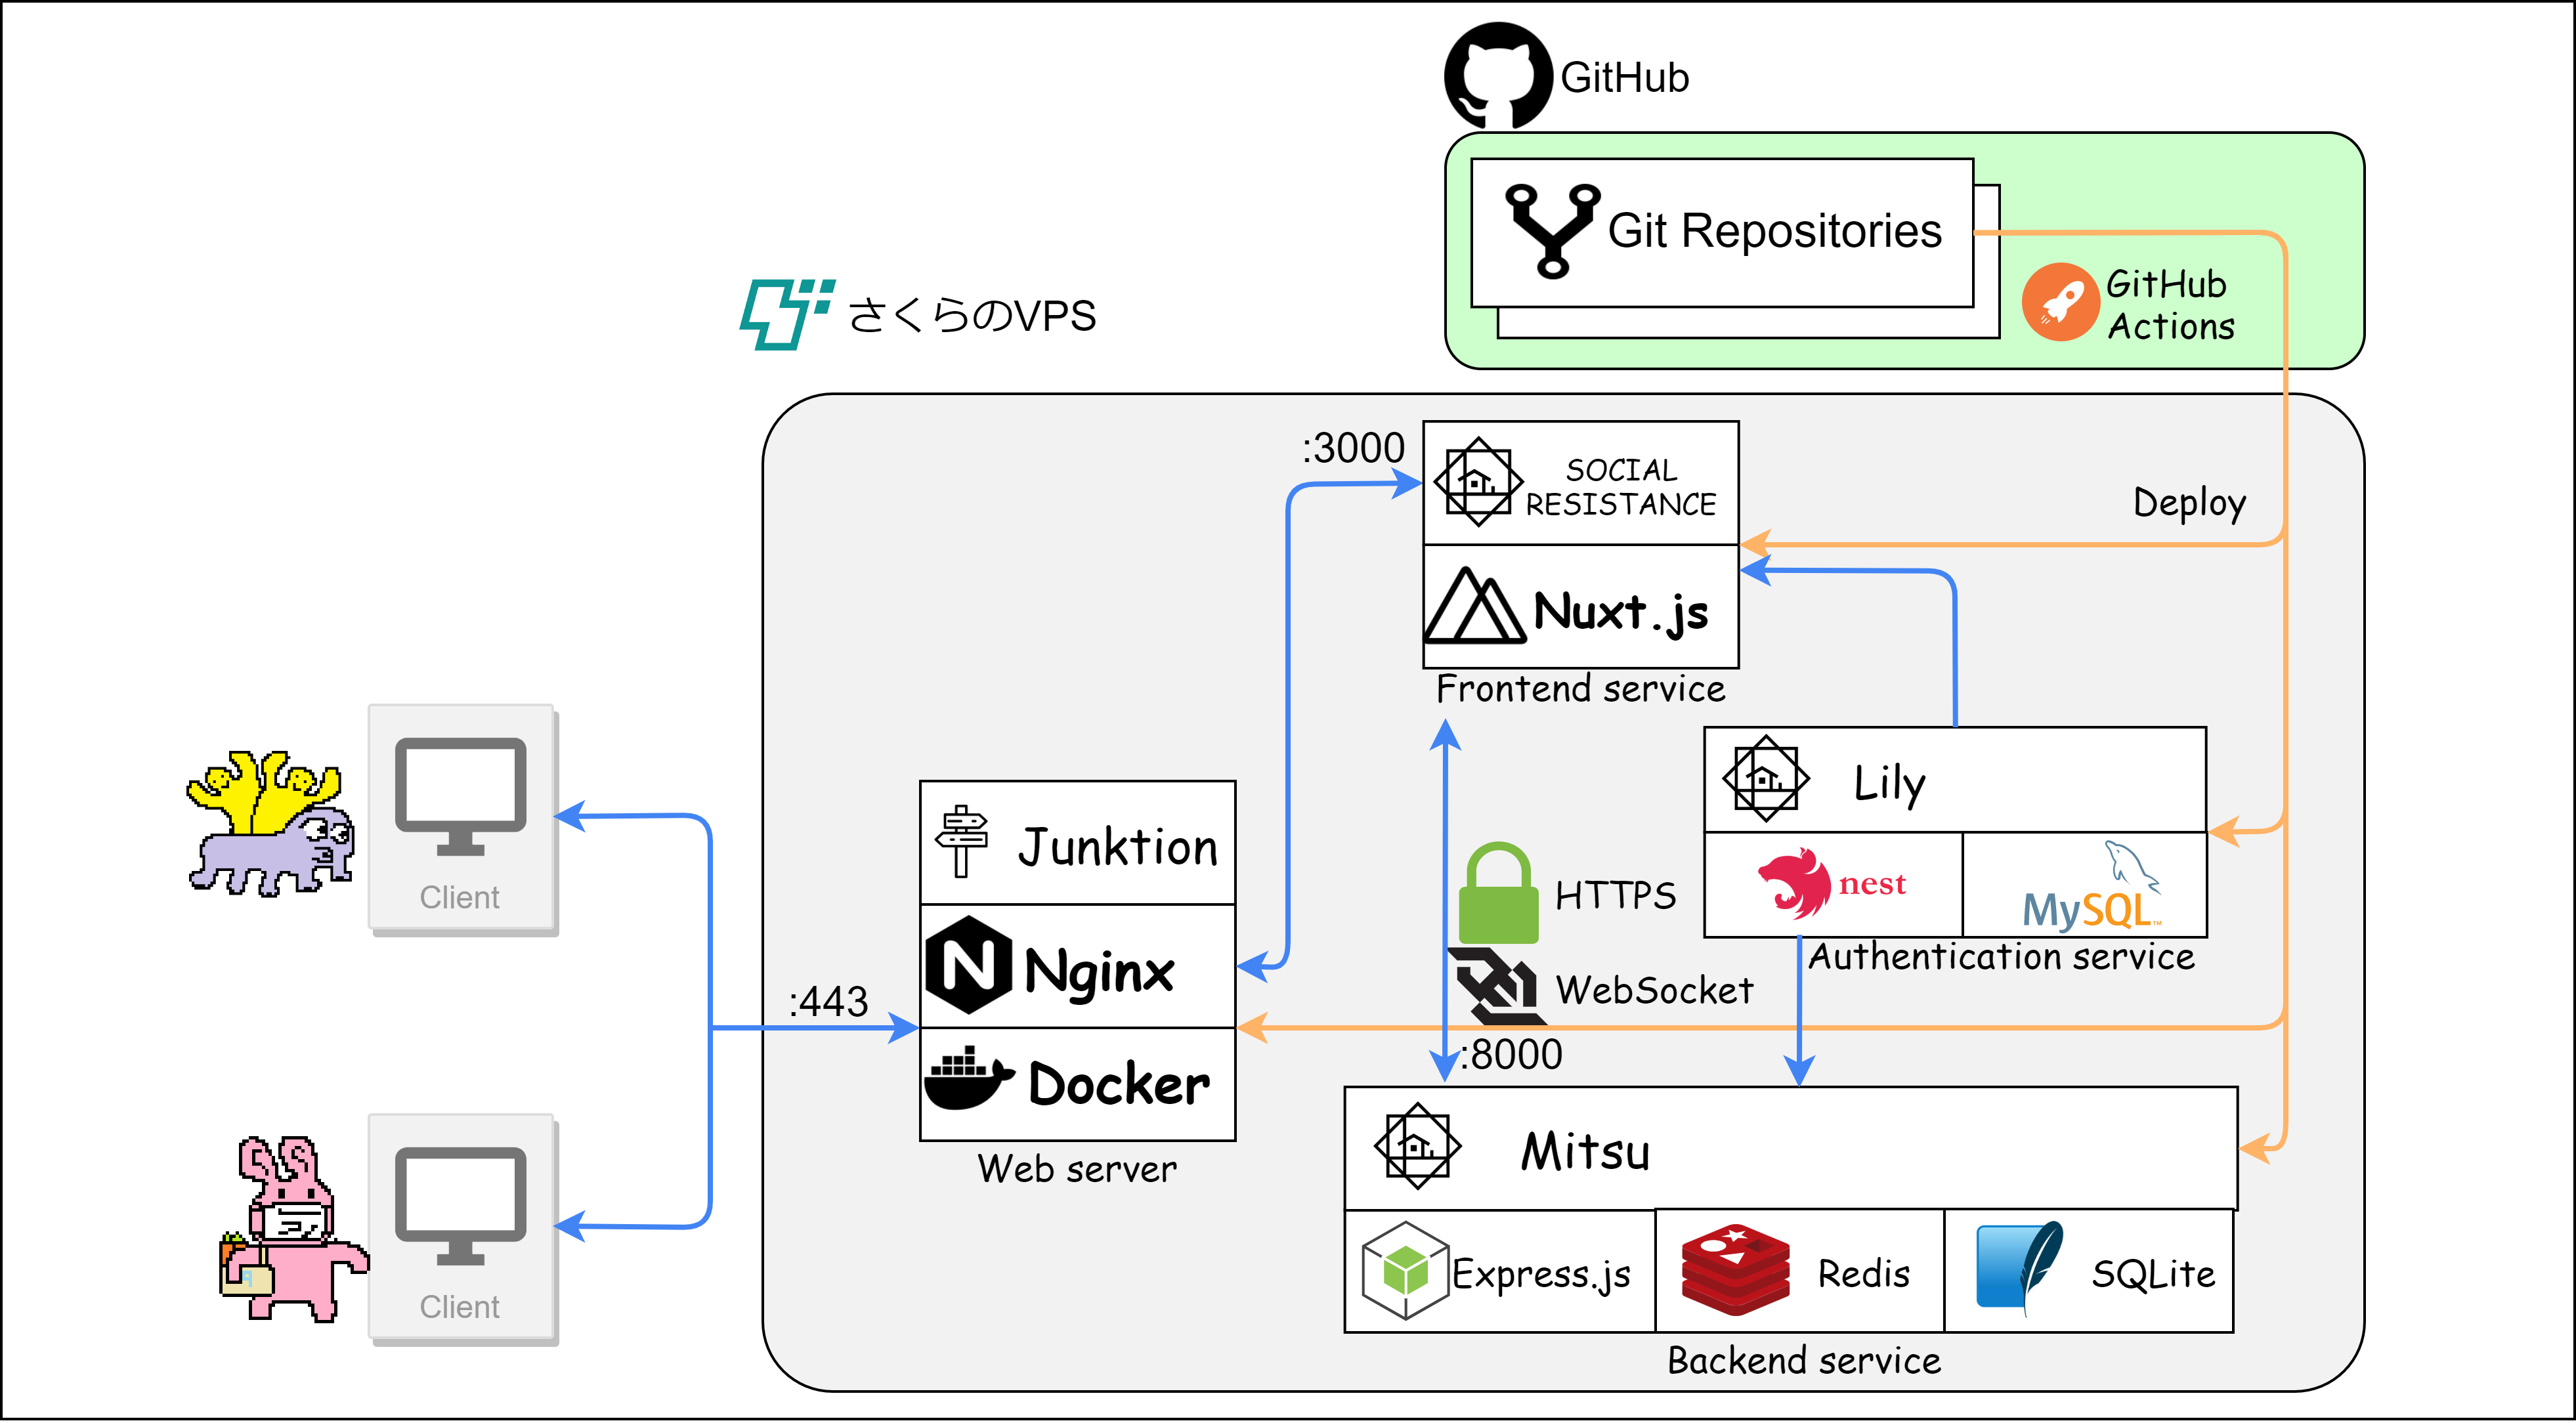 GitHub
Git Repositories
GitHub
Actions
さくらのVPS
:3000
SOCIAL
RESISTANCE
Nuxt.js
Frontend service
Deploy
Lily
nest
MySQL™
Authentication service
Client
Junktion
Nginx
Docker
Web server
:443
HTTPS
WebSocket
:8000
Mitsu
Express.js
Redis
SQLite
Backend service
Client